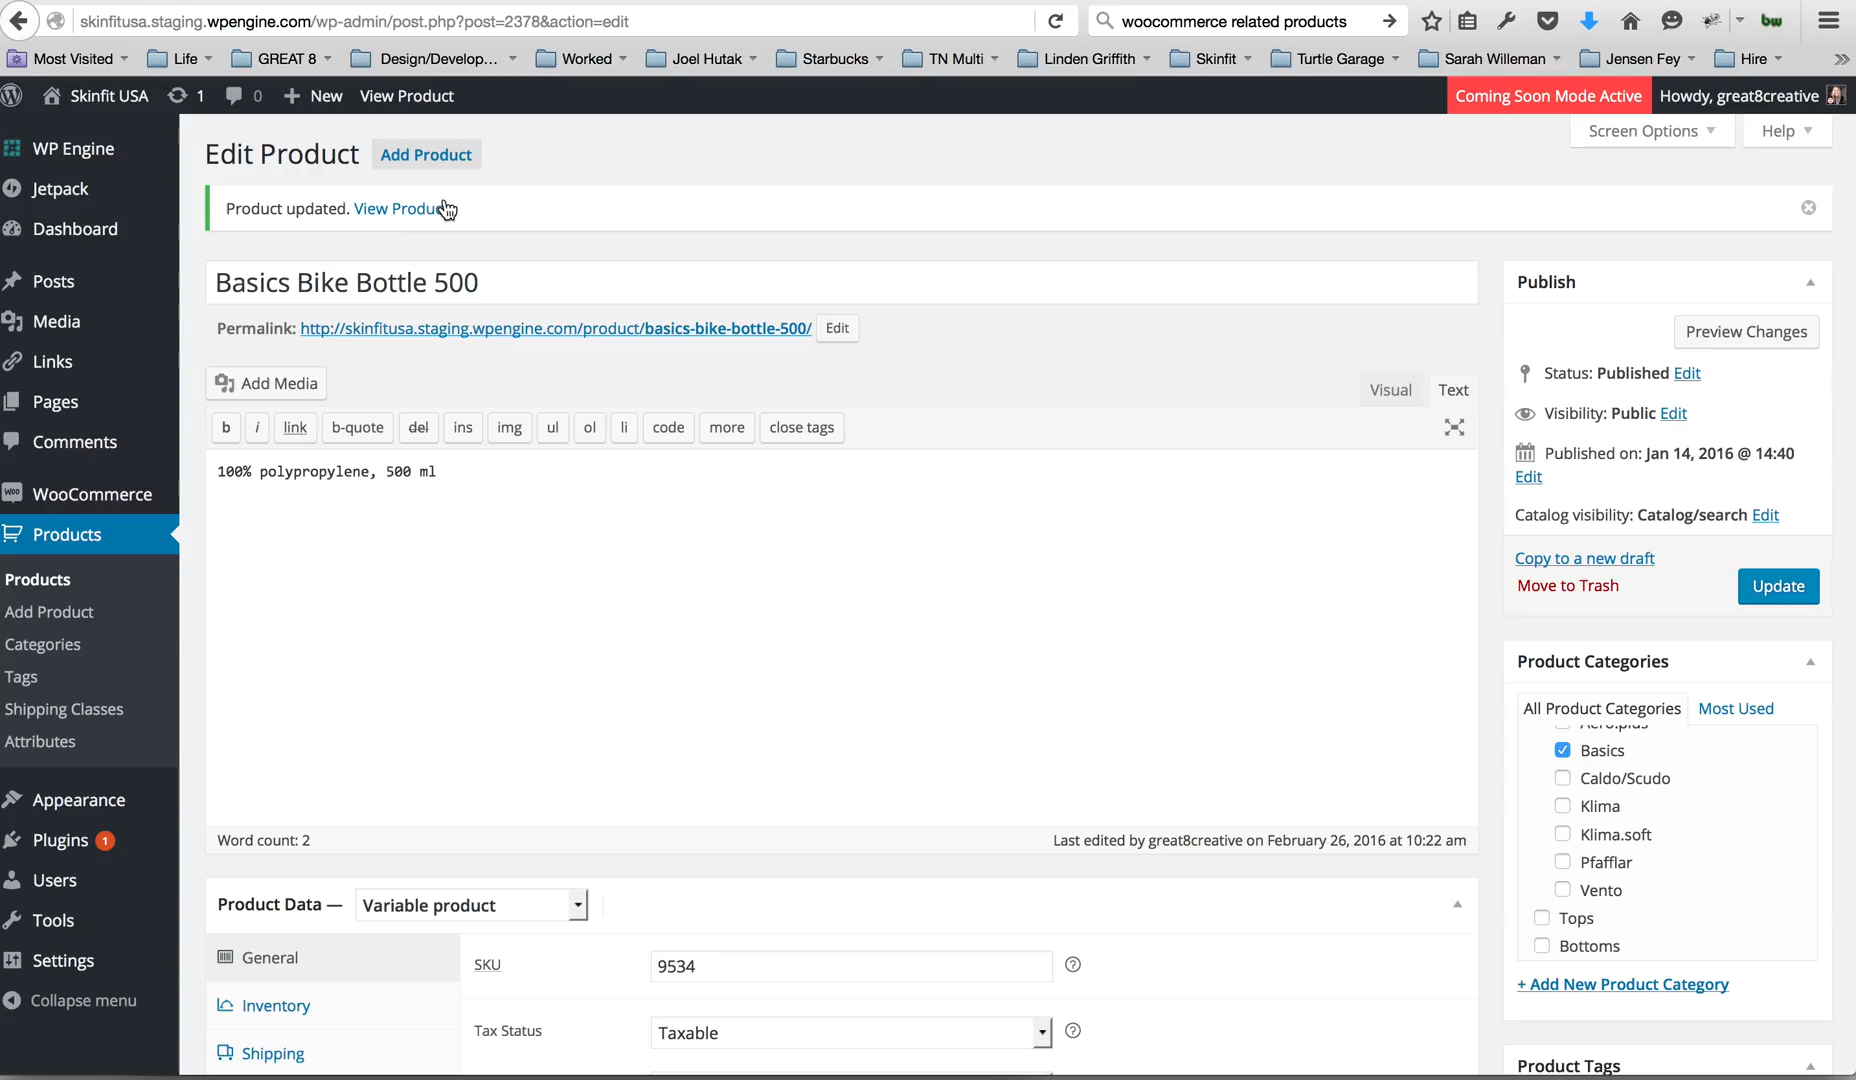 skinfitusa.staging.wpengine.com/wp-admin/post.php?post=2378&action=edit
woocommerce related products
bw
Most Visited
Life
GREAT 8
Design/Develop...
Worked
Joel Hutak
Starbucks
TN Multi
Linden Griffith
Skinfit
Turtle Garage
Sarah Willeman
Jensen Fey
Hire
Skinfit USA
1
0
New
View Product
Coming Soon Mode Active
Howdy, great8creative
Screen Options
Help
WP Engine
Jetpack
Dashboard
Posts
Media
Links
Pages
Comments
WooCommerce
Products
Products
Add Product
Categories
Tags
Shipping Classes
Attributes
Appearance
Plugins 1
Users
Tools
Settings
Collapse menu
Edit Product
Add Product
Product updated. View Produ
Basics Bike Bottle 500
Permalink: http://skinfitusa.staging.wpengine.com/product/basics-bike-bottle-500/ Edit
Add Media
Visual
Text
b
i
link
b-quote
del
ins
img
ul
ol
li
code
more
close tags
100% polypropylene, 500 ml
Word count: 2
Last edited by great8creative on February 26, 2016 at 10:22 am
Product Data —
Variable product
General
Inventory
Shipping
SKU
9534
Tax Status
Taxable
Publish
Preview Changes
Status: Published Edit
Visibility: Public Edit
Published on: Jan 14, 2016 @ 14:40
Edit
Catalog visibility: Catalog/search Edit
Copy to a new draft
Move to Trash
Update
Product Categories
All Product Categories
Most Used
Basics
Caldo/Scudo
Klima
Klima.soft
Pfafflar
Vento
Tops
Bottoms
+ Add New Product Category
Product Tags